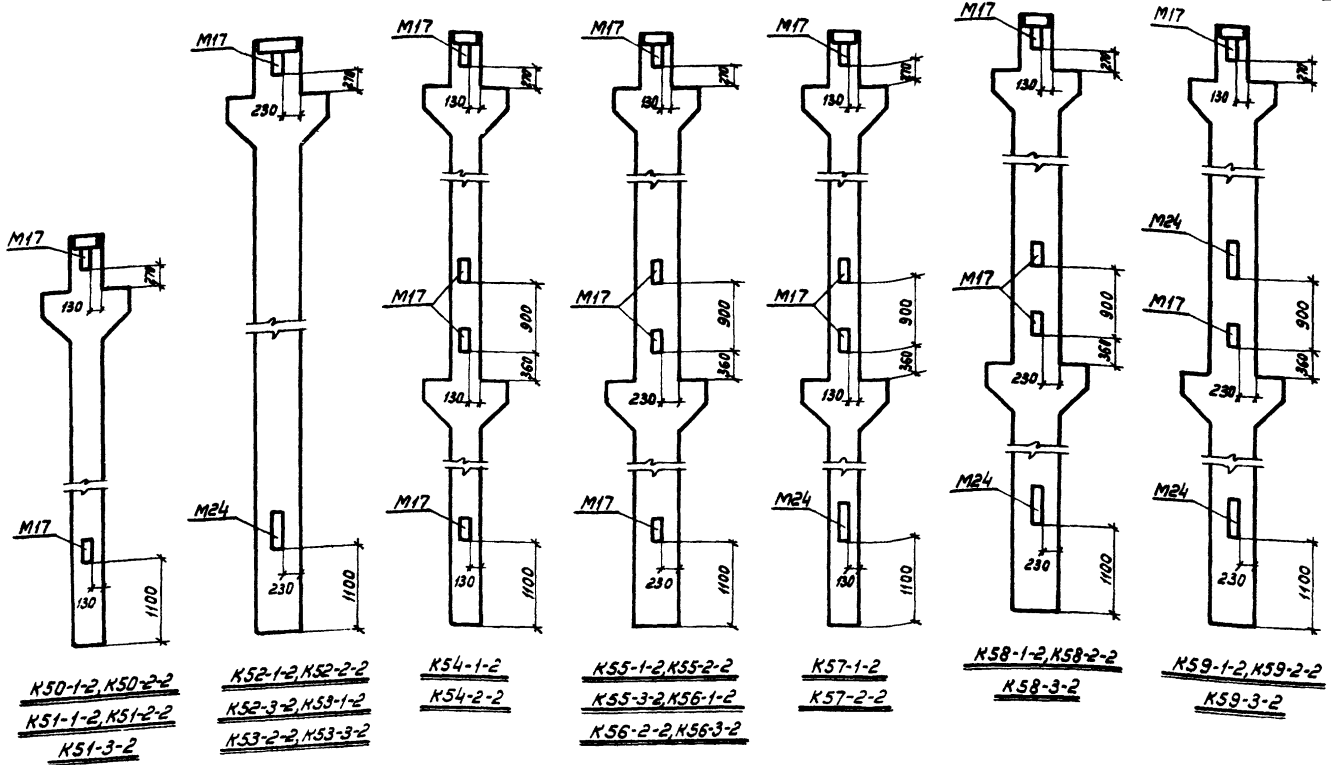 M17
270
130
M17
130
1100
K50-1-2, K50-2-2
K51-1-2, K51-2-2
K51-3-2
M17
270
230
M24
230
1100
K52-1-2, K52-2-2
K52-3-2, K53-1-2
K53-2-2, K53-3-2
M17
270
130
M17
900
360
130
M17
130
1100
K54-1-2
K54-2-2
M17
270
130
M17
900
360
230
M17
230
1100
K55-1-2, K55-2-2
K55-3-2, K56-1-2
K56-2-2, K56-3-2
M17
270
130
M17
900
360
130
M24
130
1100
K57-1-2
K57-2-2
M17
270
130
M17
900
360
230
M24
230
1100
K58-1-2, K58-2-2
K58-3-2
M17
270
130
M24
M17
900
360
230
M24
230
1100
K59-1-2, K59-2-2
K59-3-2